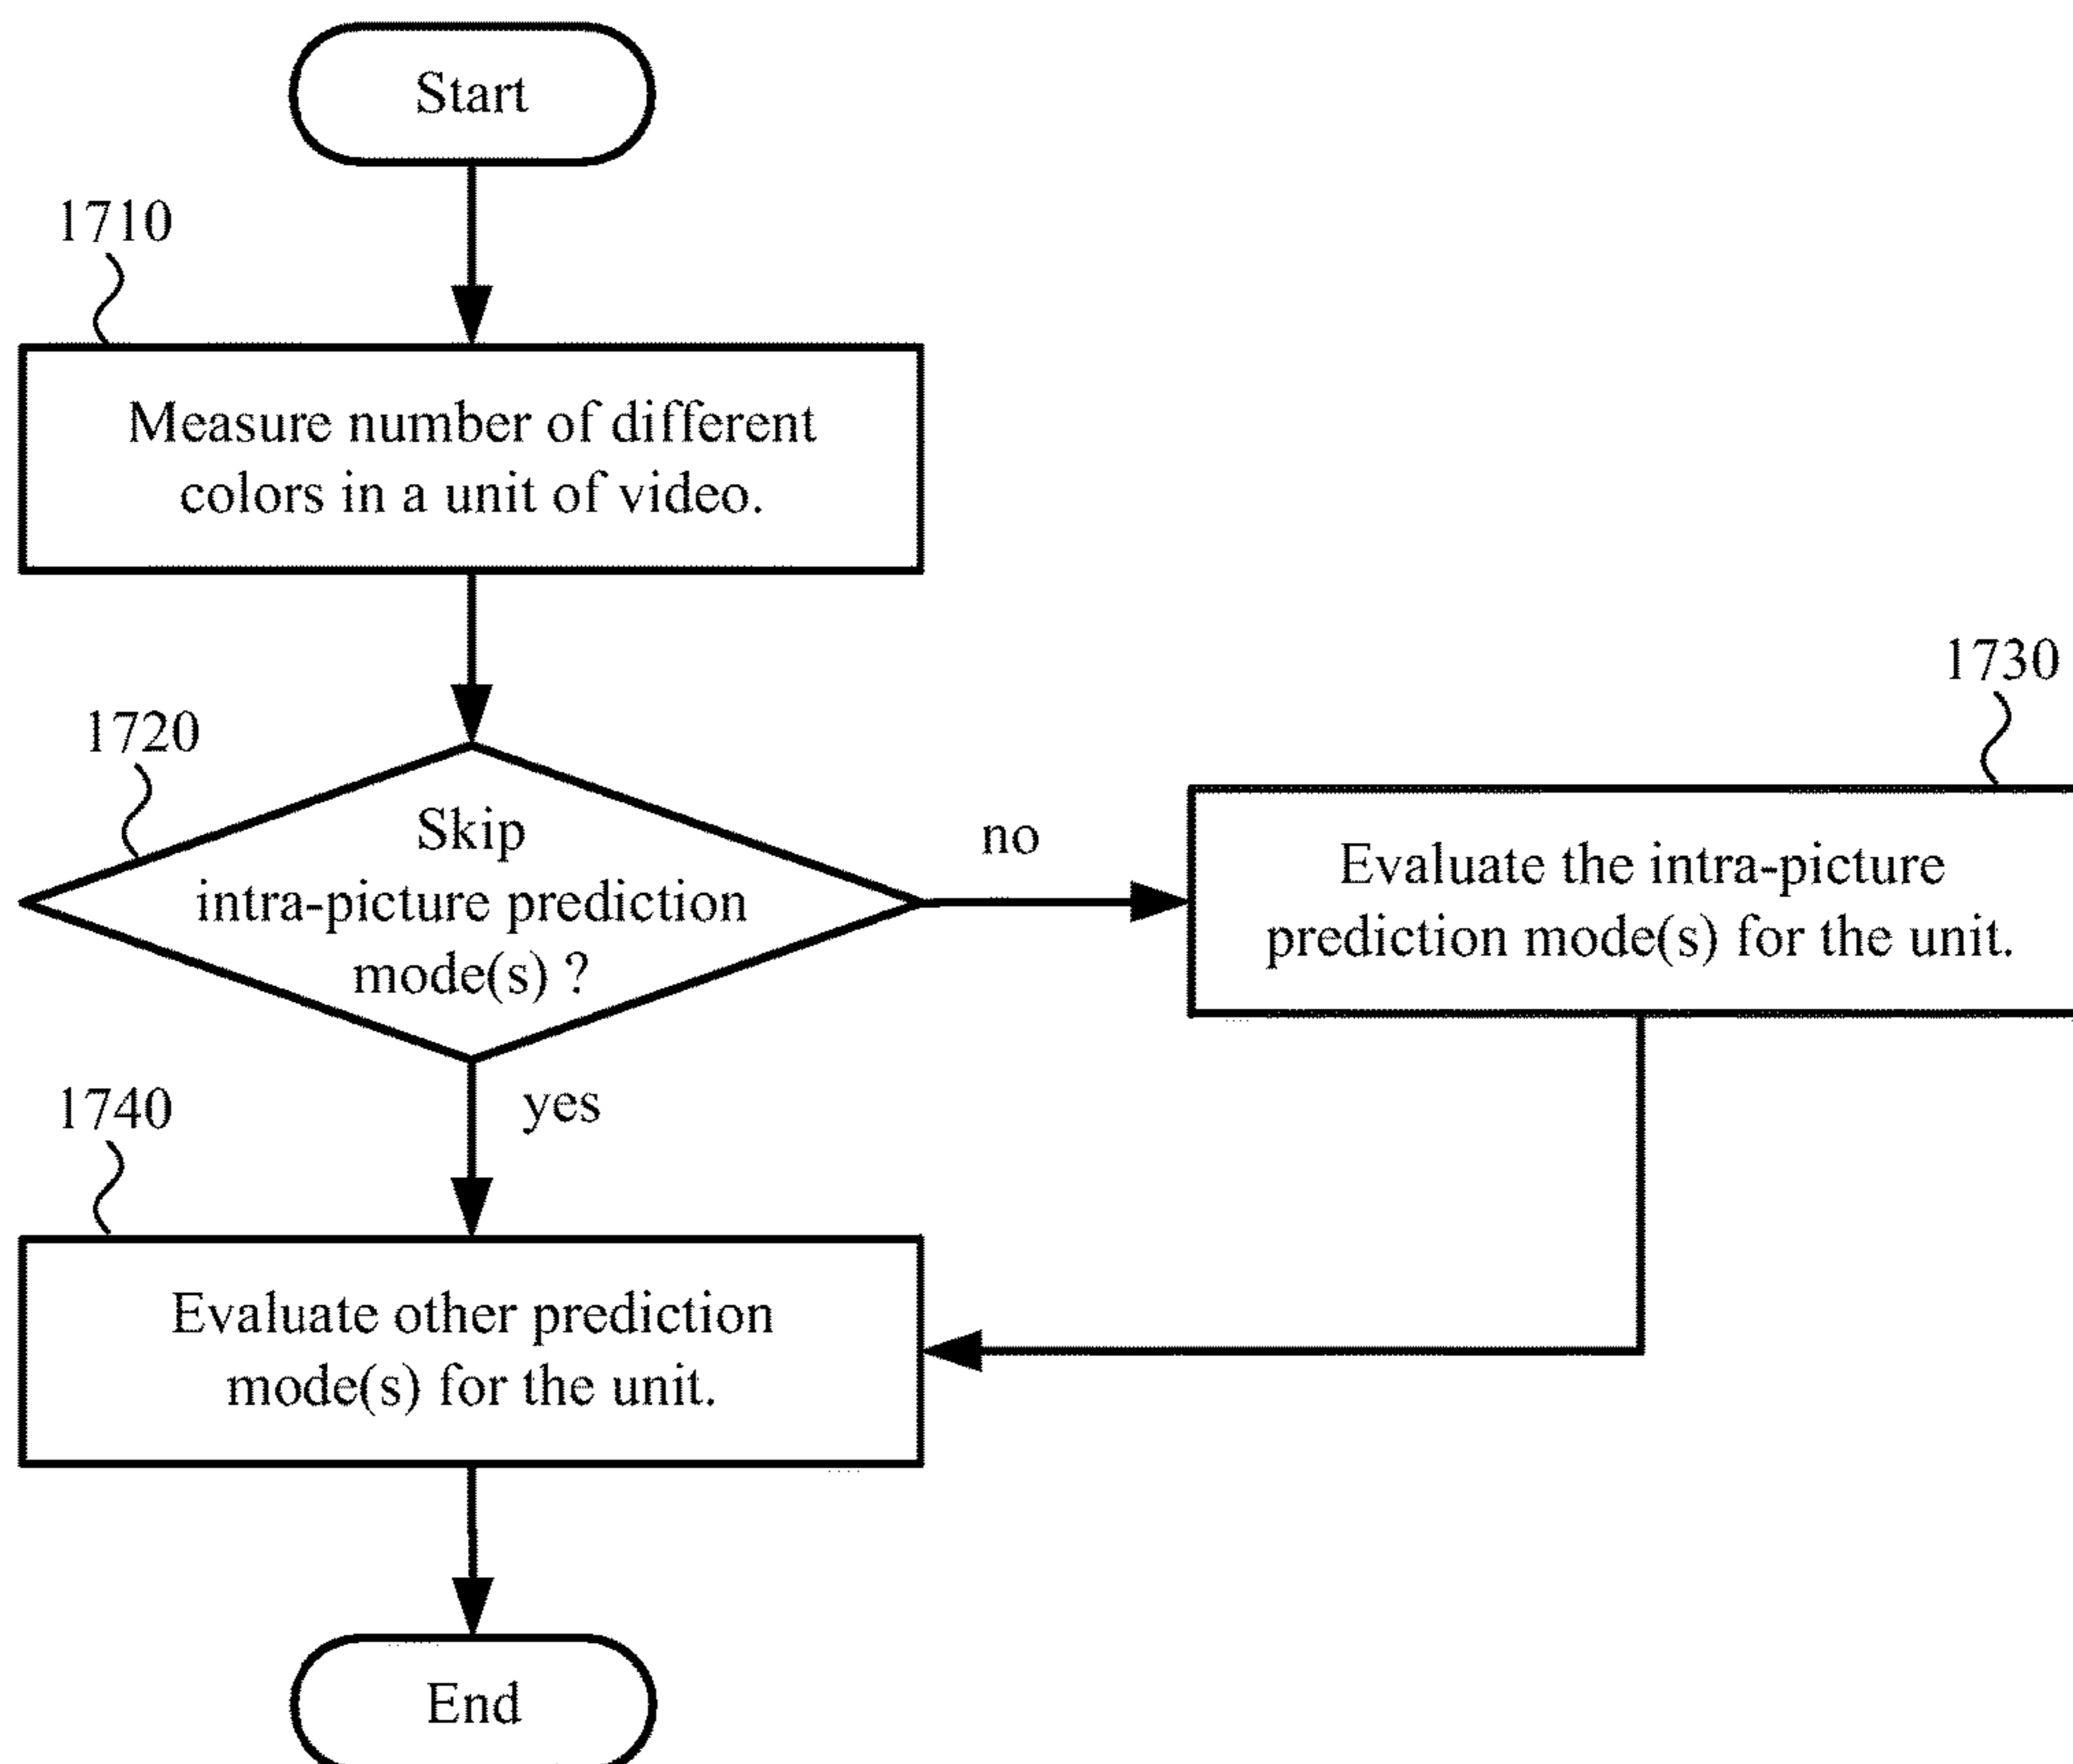 Start
1710
Measure number of different
colors in a unit of video.
1720
Skip
intra-picture prediction
mode(s) ?
no
1730
Evaluate the intra-picture
prediction mode(s) for the unit.
yes
1740
Evaluate other prediction
mode(s) for the unit.
End